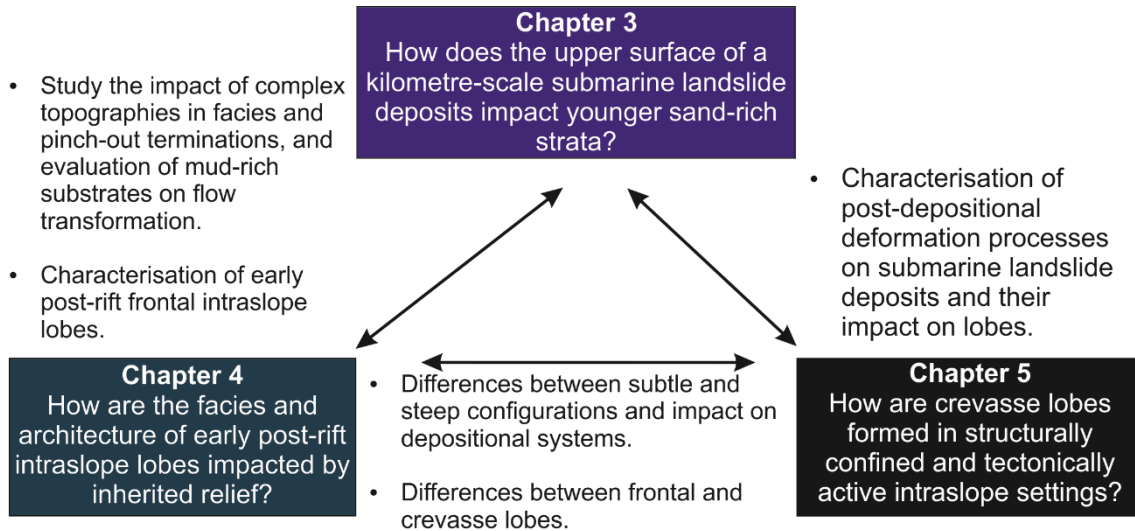 Chapter 3
How does the upper surface of a
kilometre-scale submarine landslide
deposits impact younger sand-rich
strata?
• Study the impact of complex
topographies in facies and
pinch-out terminations, and
evaluation of mud-rich
substrates on flow
transformation.
• Characterisation of early
post-rift frontal intraslope
lobes.
• Characterisation of
post-depositional
deformation processes
on submarine landslide
deposits and their
impact on lobes.
Chapter 4
How are the facies and
architecture of early post-rift
intraslope lobes impacted by
inherited relief?
• Differences between subtle and
steep configurations and impact on
depositional systems.
• Differences between frontal and
crevasse lobes.
Chapter 5
How are crevasse lobes
formed in structurally
confined and tectonically
active intraslope settings?